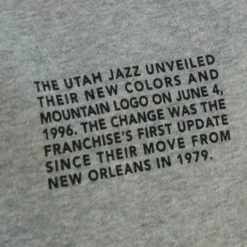 THE UTAH JAZZ UNVEILED
THEIR NEW COLORS AND
MOUNTAIN LOGO ON JUNE 4,
1996. THE CHANGE WAS THE
FRANCHISE'S FIRST UPDATE
SINCE THEIR MOVE FROM
NEW ORLEANS IN 1979.